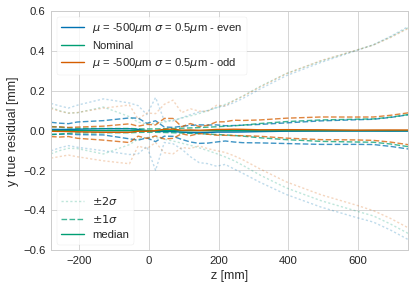 0.6
0.4
0.2
0.0
−0.2
−0.4
−0.6
y true residual [mm]
μ = -500μm σ = 0.5μm - even
Nominal
μ = -500μm σ = 0.5μm - odd
±2σ
±1σ
median
−200 0 200 400 600
z [mm]